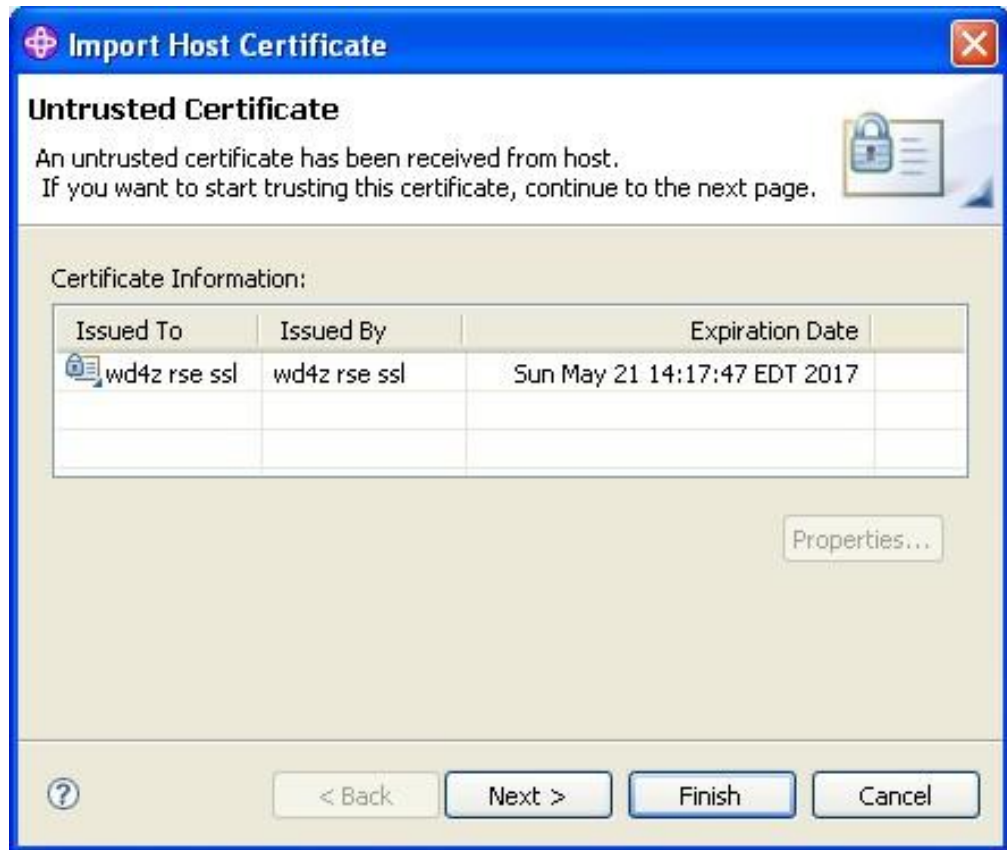 Import Host Certificate
Untrusted Certificate
An untrusted certificate has been received from host.
If you want to start trusting this certificate, continue to the next page.
Certificate Information:
Issued To Issued By Expiration Date
wd4z rse ssl wd4z rse ssl Sun May 21 14:17:47 EDT 2017
Properties...
? < Back Next > Finish Cancel